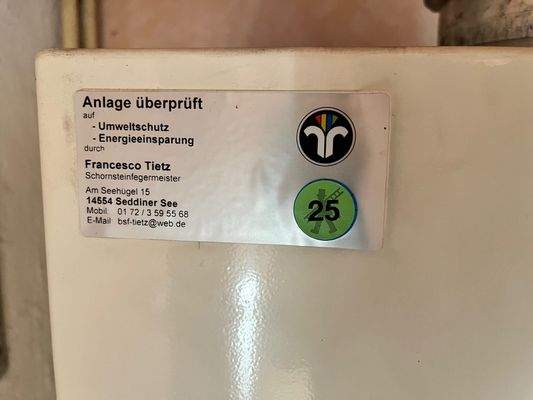 Anlage überprüft
auf
- Umweltschutz
- Energieeinsparung
durch
Francesco Tietz
Schornsteinfegermeister
Am Seehügel 15
14554 Seddiner See
Mobil. 01 72 / 3 59 55 68
E-Mail bsf-tietz@web.de
25